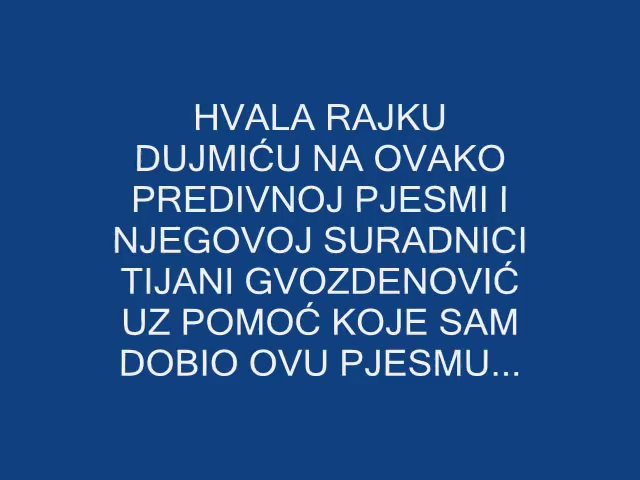 HVALA RAJKU
DUJMIĆU NA OVAKO
PREDIVNOJ PJESMI I
NJEGOVOJ SURADNICI
TIJANI GVOZDENOVIĆ
UZ POMOĆ KOJE SAM
DOBIO OVU PJESMU...